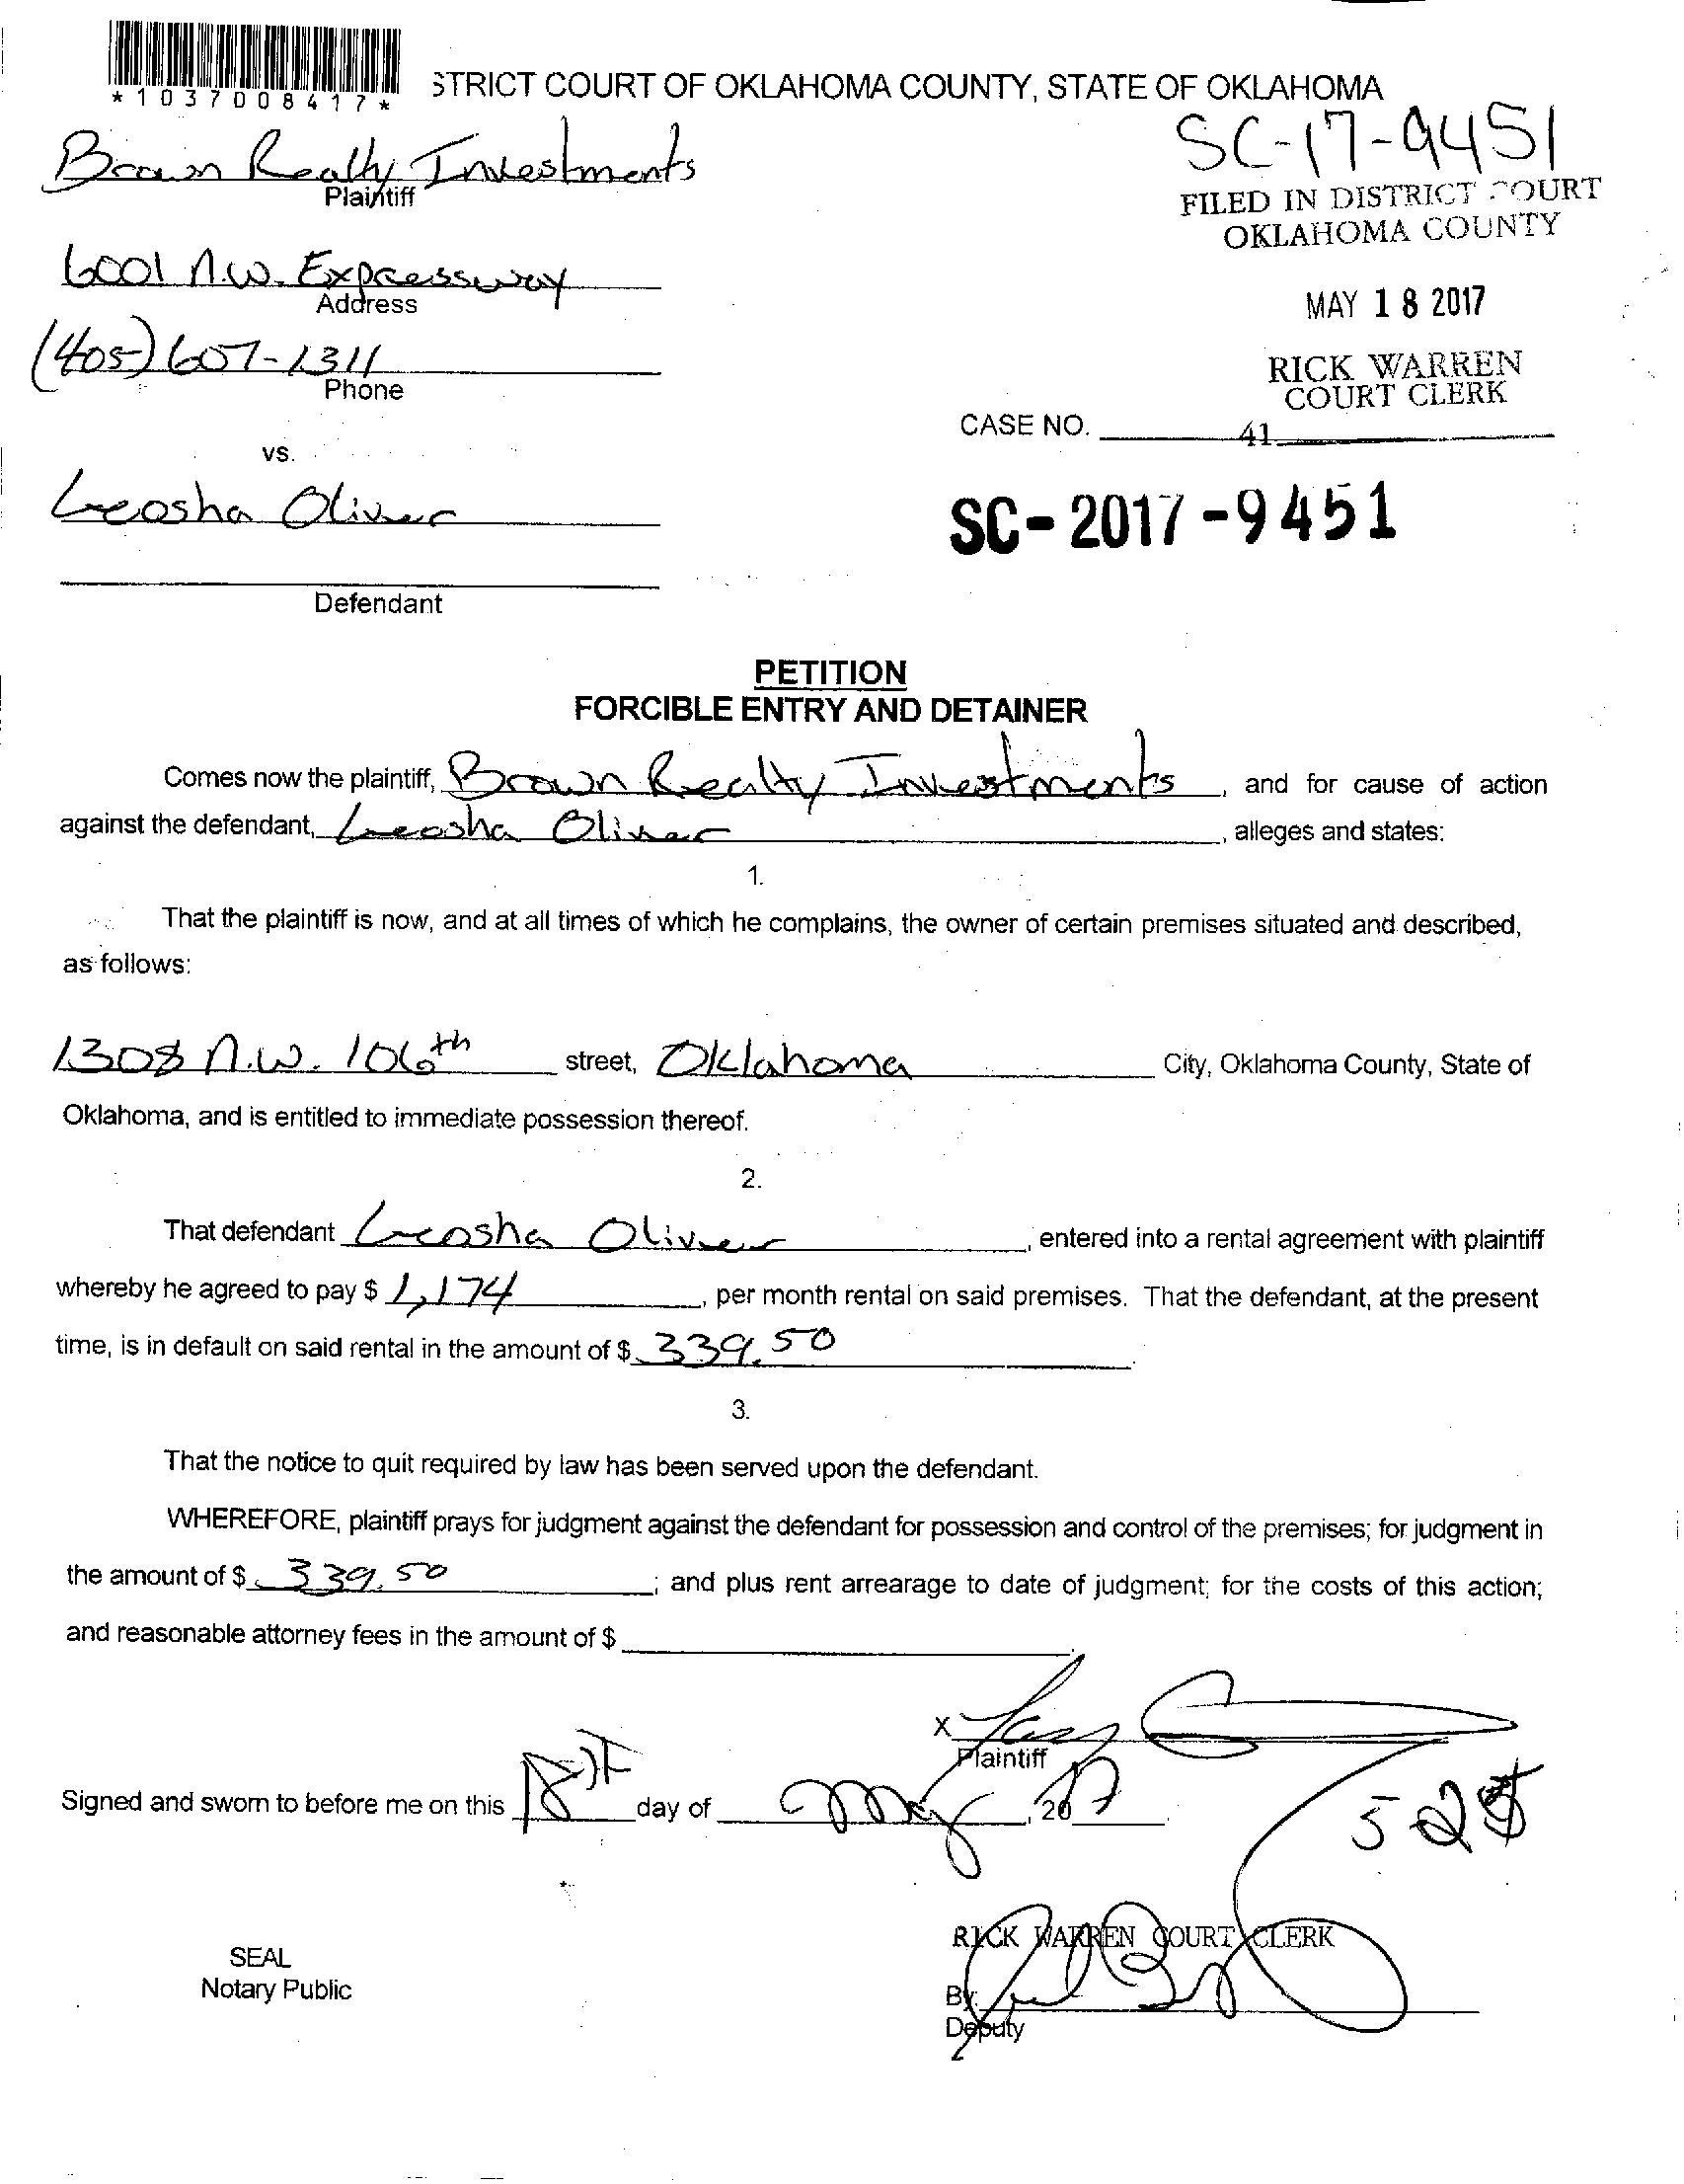 *1037008417*
STRICT COURT OF OKLAHOMA COUNTY, STATE OF OKLAHOMA
SC-17-9451
Brown Realty Investments
Plaintiff
FILED IN DISTRICT COURT
OKLAHOMA COUNTY
6001 N.W. Expressway
Address
MAY 18 2017
(405) 607-1311
Phone
RICK WARREN
COURT CLERK
CASE NO.
41
vs.
Leosha Oliver
SC-2017-9451
Defendant
PETITION
FORCIBLE ENTRY AND DETAINER
Comes now the plaintiff, Brown Realty Investments, and for cause of action
against the defendant, Leosha Oliver, alleges and states:
1.
That the plaintiff is now, and at all times of which he complains, the owner of certain premises situated and described,
as follows:
1308 N.W. 106th street, Oklahoma City, Oklahoma County, State of
Oklahoma, and is entitled to immediate possession thereof.
2.
That defendant Leosha Oliver, entered into a rental agreement with plaintiff
whereby he agreed to pay $ 1,174, per month rental on said premises. That the defendant, at the present
time, is in default on said rental in the amount of $ 339.50.
3.
That the notice to quit required by law has been served upon the defendant.
WHEREFORE, plaintiff prays for judgment against the defendant for possession and control of the premises; for judgment in
the amount of $ 339.50; and plus rent arrearage to date of judgment; for the costs of this action;
and reasonable attorney fees in the amount of $
X
Plaintiff
Signed and sworn to before me on this 18th day of May, 2017
RICK WARREN COURT CLERK
SEAL
Notary Public
By
Deputy